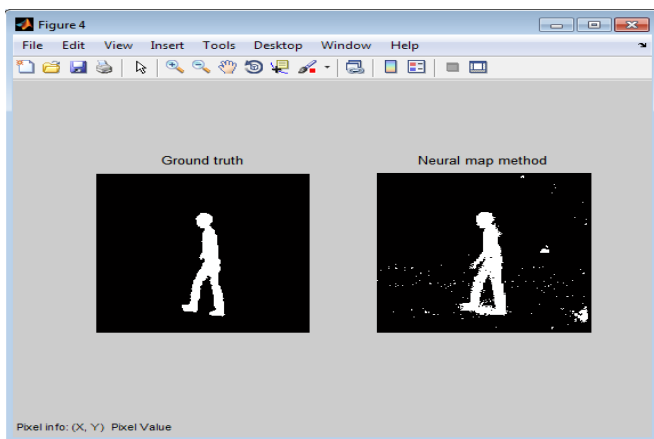 Figure 4
File Edit View Insert Tools Desktop Window Help
Ground truth
Neural map method
Pixel info: (X, Y) Pixel Value